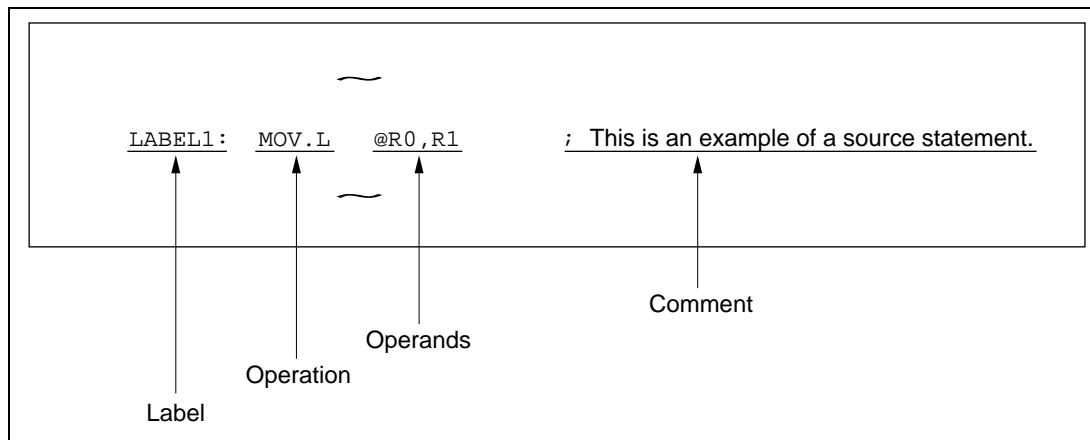 LABEL1: MOV.L @R0,R1 ; This is an example of a source statement.
Comment
Operands
Operation
Label